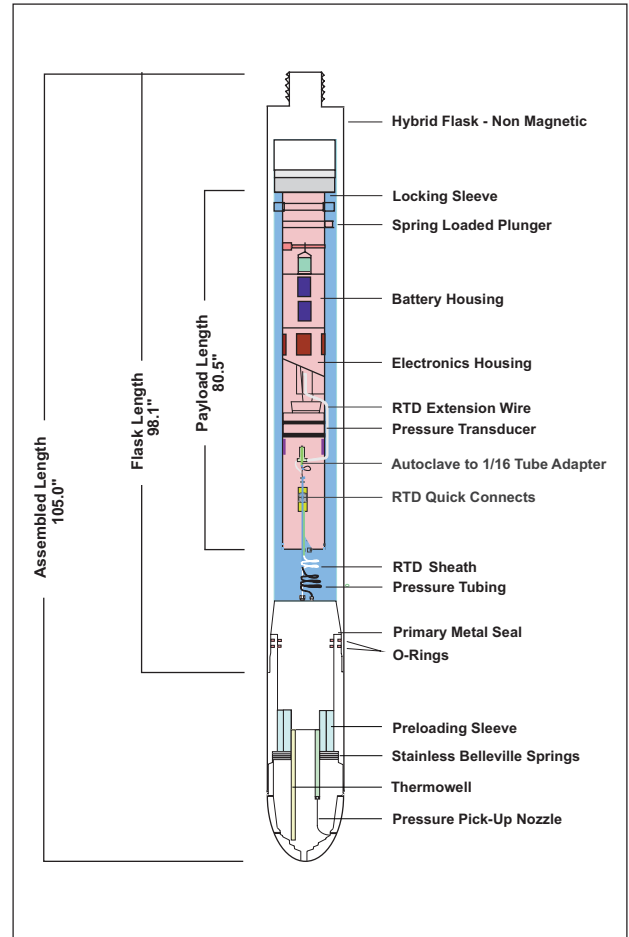 Hybrid Flask - Non Magnetic
Locking Sleeve
Spring Loaded Plunger
Battery Housing
Electronics Housing
RTD Extension Wire
Pressure Transducer
Autoclave to 1/16 Tube Adapter
RTD Quick Connects
RTD Sheath
Pressure Tubing
Primary Metal Seal
O-Rings
Preloading Sleeve
Stainless Belleville Springs
Thermowell
Pressure Pick-Up Nozzle
Assembled Length
105.0"
Flask Length
98.1"
Payload Length
80.5"